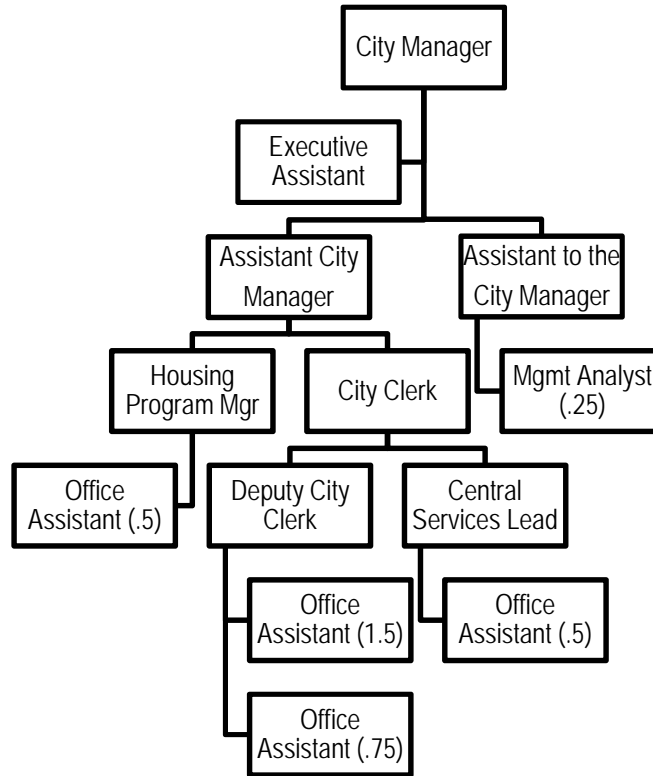 City Manager
Executive
Assistant
Assistant City
Manager
Assistant to the
City Manager
Housing
Program Mgr
City Clerk
Mgmt Analyst
(.25)
Office
Assistant (.5)
Deputy City
Clerk
Central
Services Lead
Office
Assistant (1.5)
Office
Assistant (.5)
Office
Assistant (.75)